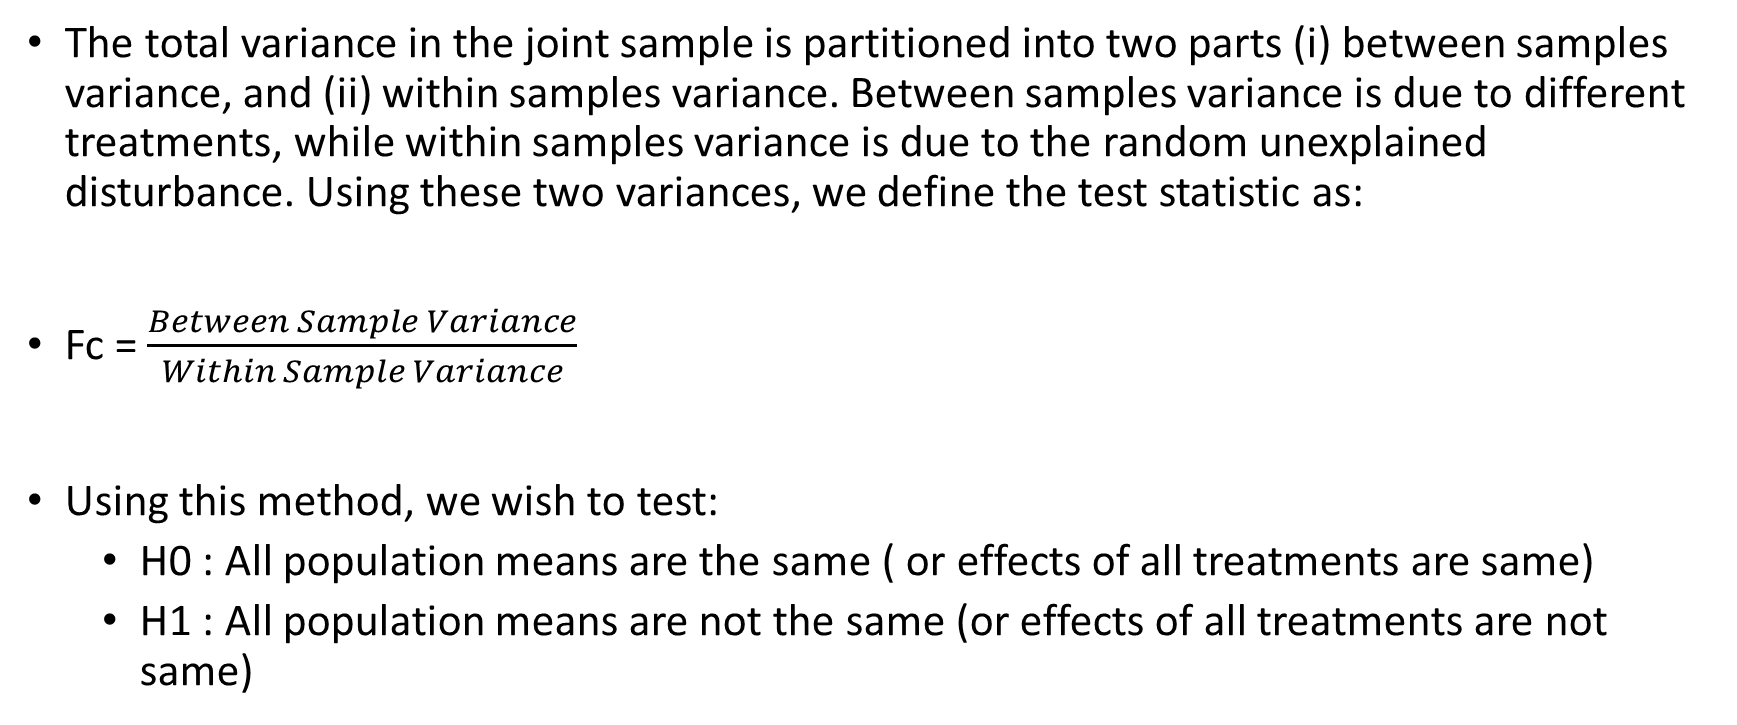 • The total variance in the joint sample is partitioned into two parts (i) between samples
variance, and (ii) within samples variance. Between samples variance is due to different
treatments, while within samples variance is due to the random unexplained
disturbance. Using these two variances, we define the test statistic as:
• Fc = Between Sample Variance
Within Sample Variance
• Using this method, we wish to test:
• H0 : All population means are the same ( or effects of all treatments are same)
• H1 : All population means are not the same (or effects of all treatments are not
same)